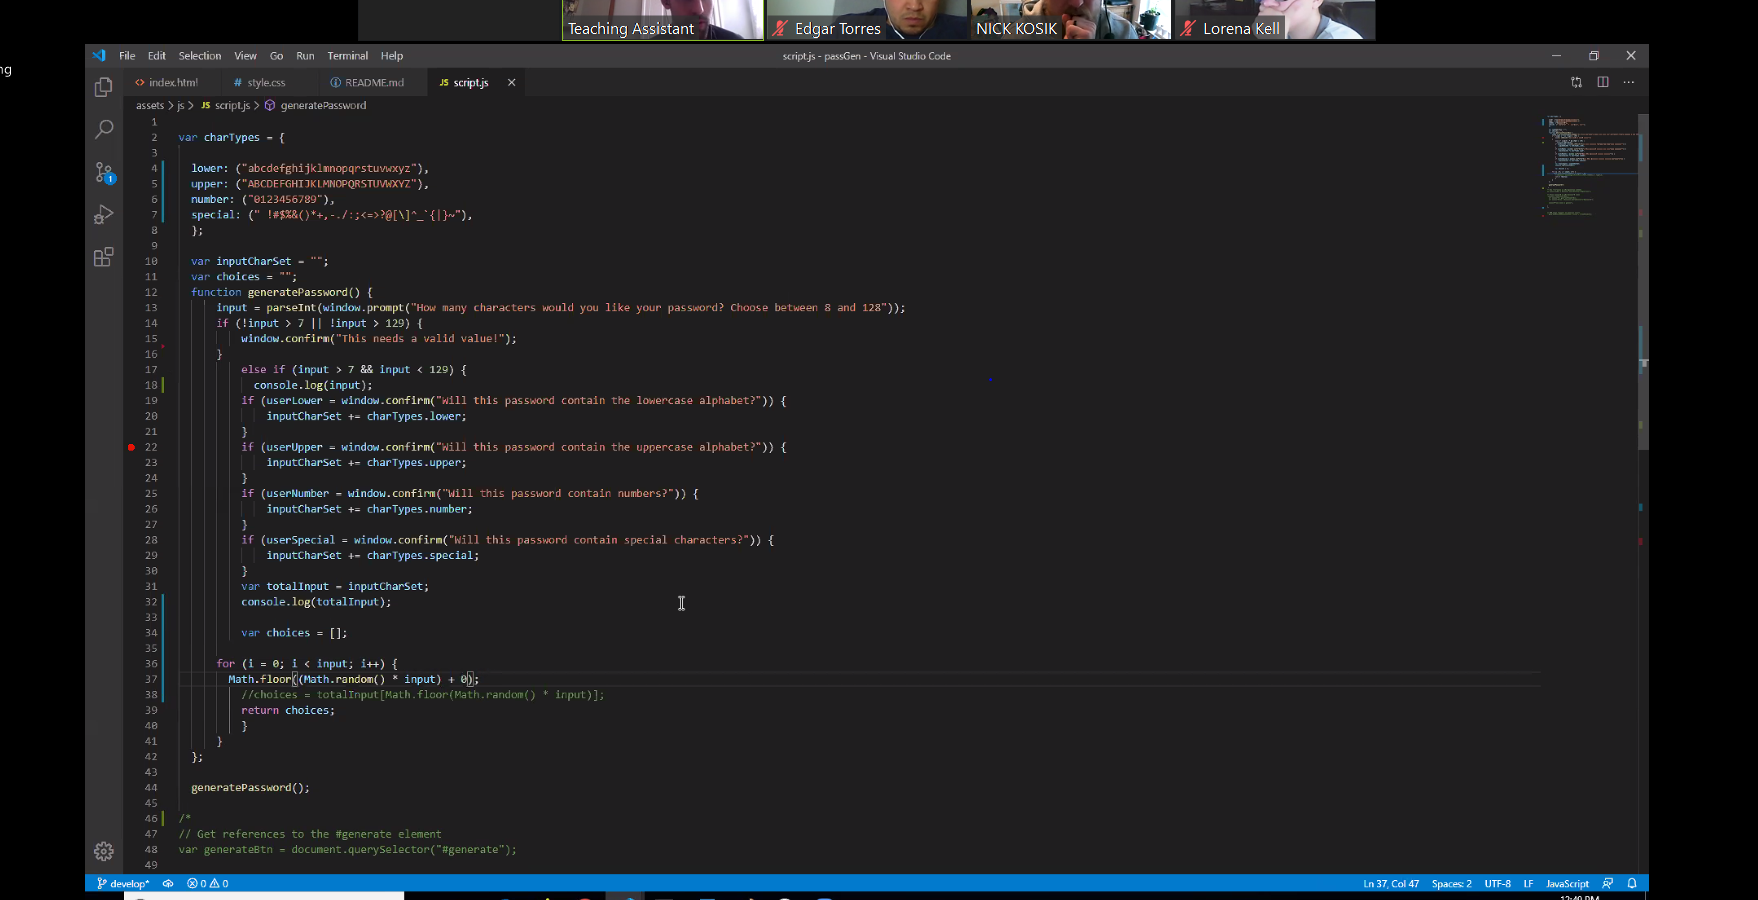 Teaching Assistant
Edgar Torres
NICK KOSIK
Lorena Kell
ng
File Edit Selection View Go Run Terminal Help
script.js - passGen - Visual Studio Code
index.html
style.css
README.md
JS script.js
assets > js > JS script.js > generatePassword
1
2 var charTypes = {
3
4 lower: ("abcdefghijklmnopqrstuvwxyz"),
5 upper: ("ABCDEFGHIJKLMNOPQRSTUVWXYZ"),
6 number: ("0123456789"),
7 special: (" !#$%&()*+,-./:;<=>?@[\]^_`{|}~"),
8 };
9
10 var inputCharSet = "";
11 var choices = "";
12 function generatePassword() {
13 input = parseInt(window.prompt("How many characters would you like your password? Choose between 8 and 128"));
14 if (!input > 7 || !input > 129) {
15 window.confirm("This needs a valid value!");
16 }
17 else if (input > 7 && input < 129) {
18 console.log(input);
19 if (userLower = window.confirm("Will this password contain the lowercase alphabet?")) {
20 inputCharSet += charTypes.lower;
21 }
22 if (userUpper = window.confirm("Will this password contain the uppercase alphabet?")) {
23 inputCharSet += charTypes.upper;
24 }
25 if (userNumber = window.confirm("Will this password contain numbers?")) {
26 inputCharSet += charTypes.number;
27 }
28 if (userSpecial = window.confirm("Will this password contain special characters?")) {
29 inputCharSet += charTypes.special;
30 }
31 var totalInput = inputCharSet;
32 console.log(totalInput);
33
34 var choices = [];
35
36 for (i = 0; i < input; i++) {
37 Math.floor((Math.random() * input) + 0);
38 //choices = totalInput[Math.floor(Math.random() * input)];
39 return choices;
40 }
41 }
42 };
43
44 generatePassword();
45
46 /*
47 // Get references to the #generate element
48 var generateBtn = document.querySelector("#generate");
49
1
develop* 0 0
Ln 37, Col 47 Spaces: 2 UTF-8 LF JavaScript